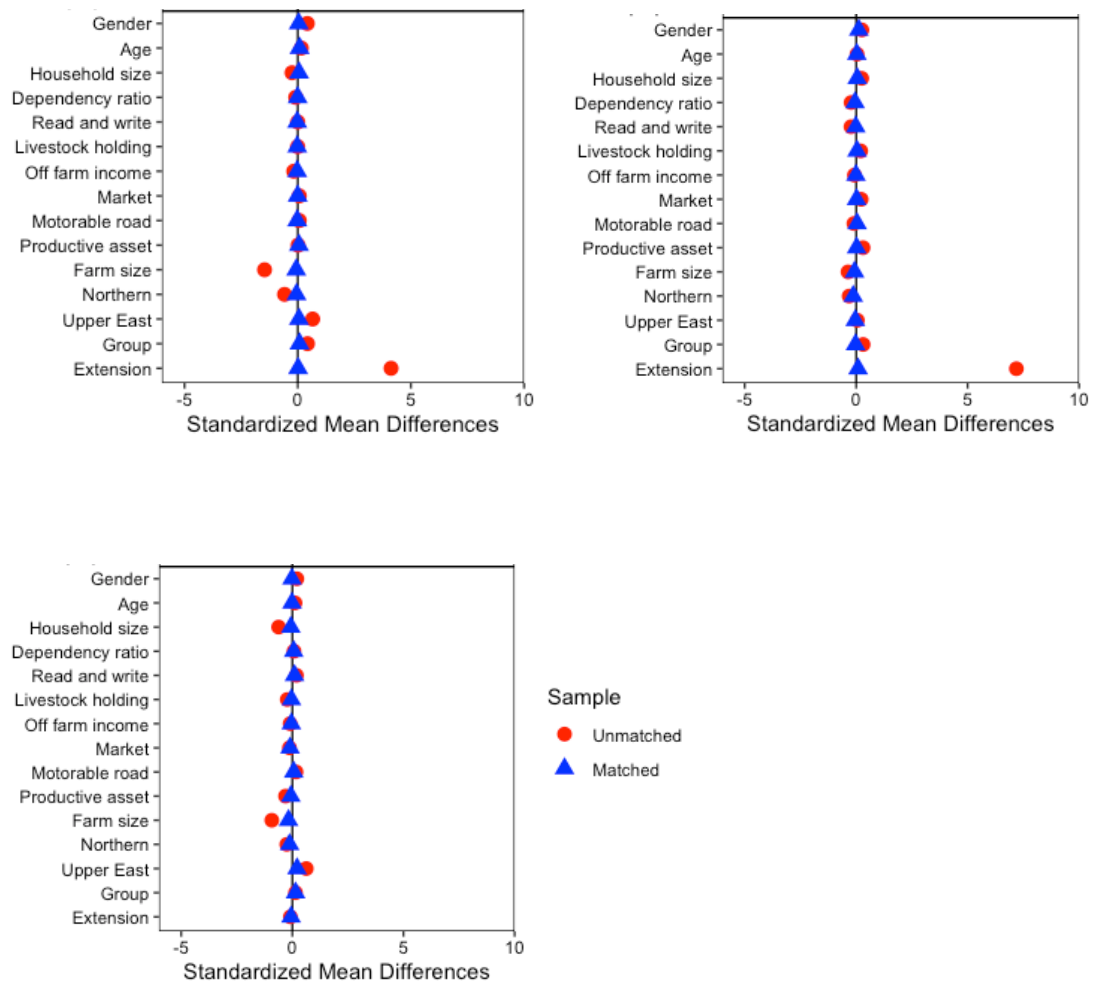 Gender
Age
Household size
Dependency ratio
Read and write
Livestock holding
Off farm income
Market
Motorable road
Productive asset
Farm size
Northern
Upper East
Group
Extension
-5 0 5 10
Standardized Mean Differences
Gender
Age
Household size
Dependency ratio
Read and write
Livestock holding
Off farm income
Market
Motorable road
Productive asset
Farm size
Northern
Upper East
Group
Extension
-5 0 5 10
Standardized Mean Differences
Gender
Age
Household size
Dependency ratio
Read and write
Livestock holding
Off farm income
Market
Motorable road
Productive asset
Farm size
Northern
Upper East
Group
Extension
-5 0 5 10
Standardized Mean Differences
Sample
Unmatched
Matched